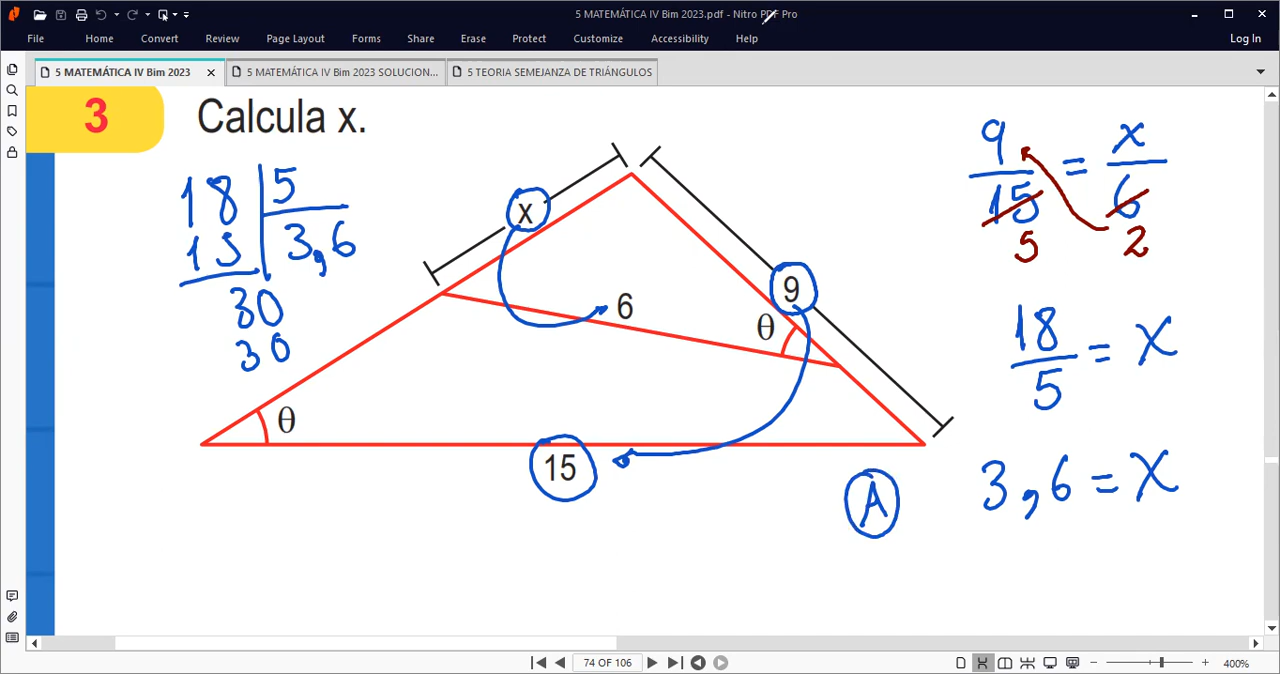 5 MATEMÁTICA IV Bim 2023.pdf - Nitro PDF Pro
File Home Convert Review Page Layout Forms Share Erase Protect Customize Accessibility Help Log In
5 MATEMÁTICA IV Bim 2023 5 MATEMÁTICA IV Bim 2023 SOLUCION... 5 TEORIA SEMEJANZA DE TRIÁNGULOS
3 Calcula x.
18 5
15 3,6
30
30
x
6
9
θ
θ
15
A
9/15 = x/6
5 2
18/5 = x
3,6 = x
74 OF 106
400%